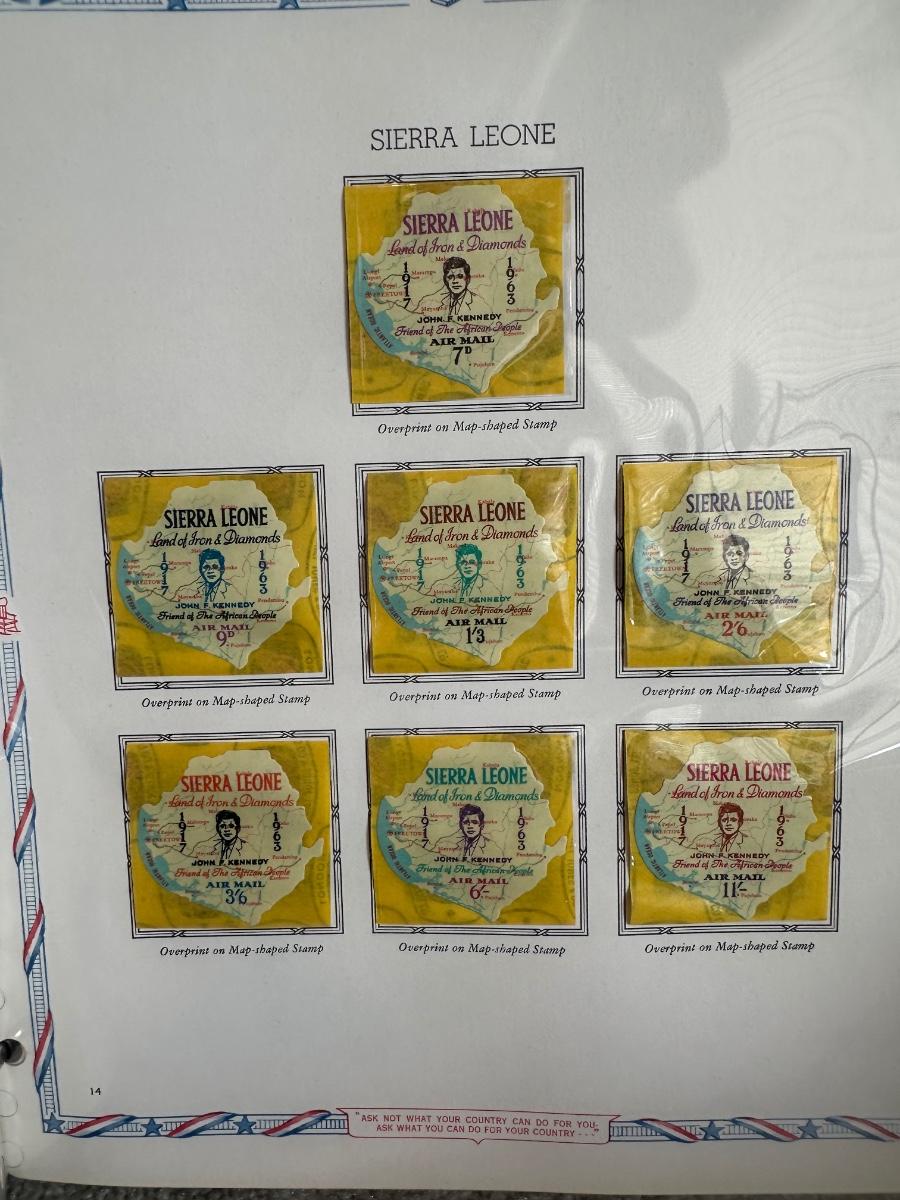 SIERRA LEONE
SIERRA LEONE
Land of Iron & Diamonds
1917
1963
FREETOWN
ATLANTIC OCEAN
Pujehun
JOHN F. KENNEDY
Friend of The African People
AIR MAIL
7D
Overprint on Map-shaped Stamp
SIERRA LEONE
Land of Iron & Diamonds
1917
1963
JOHN F. KENNEDY
Friend of The African People
AIR MAIL
9D
Overprint on Map-shaped Stamp
SIERRA LEONE
Land of Iron & Diamonds
1917
1963
JOHN F. KENNEDY
Friend of The African People
AIR MAIL
1/3
Overprint on Map-shaped Stamp
SIERRA LEONE
Land of Iron & Diamonds
1917
1963
JOHN F. KENNEDY
Friend of The African People
AIR MAIL
2/6
Overprint on Map-shaped Stamp
SIERRA LEONE
Land of Iron & Diamonds
1917
1963
JOHN F. KENNEDY
Friend of The African People
AIR MAIL
3/6
Overprint on Map-shaped Stamp
SIERRA LEONE
Land of Iron & Diamonds
1917
1963
JOHN F. KENNEDY
Friend of The African People
AIR MAIL
6/-
Overprint on Map-shaped Stamp
SIERRA LEONE
Land of Iron & Diamonds
1917
1963
JOHN F. KENNEDY
Friend of The African People
AIR MAIL
11/-
Overprint on Map-shaped Stamp
14
"ASK NOT WHAT YOUR COUNTRY CAN DO FOR YOU-
ASK WHAT YOU CAN DO FOR YOUR COUNTRY ---"